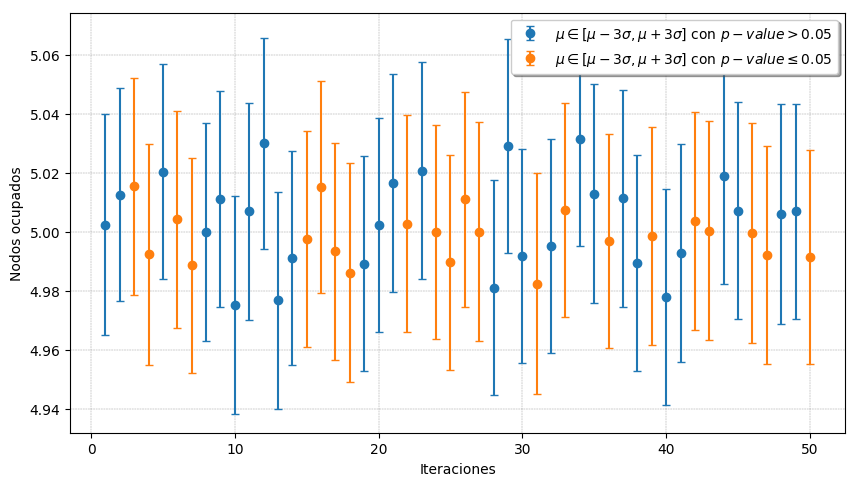 μ ∈ [μ − 3σ, μ + 3σ] con p − value > 0.05
μ ∈ [μ − 3σ, μ + 3σ] con p − value ≤ 0.05
Nodos ocupados
5.06
5.04
5.02
5.00
4.98
4.96
4.94
0 10 20 30 40 50
Iteraciones